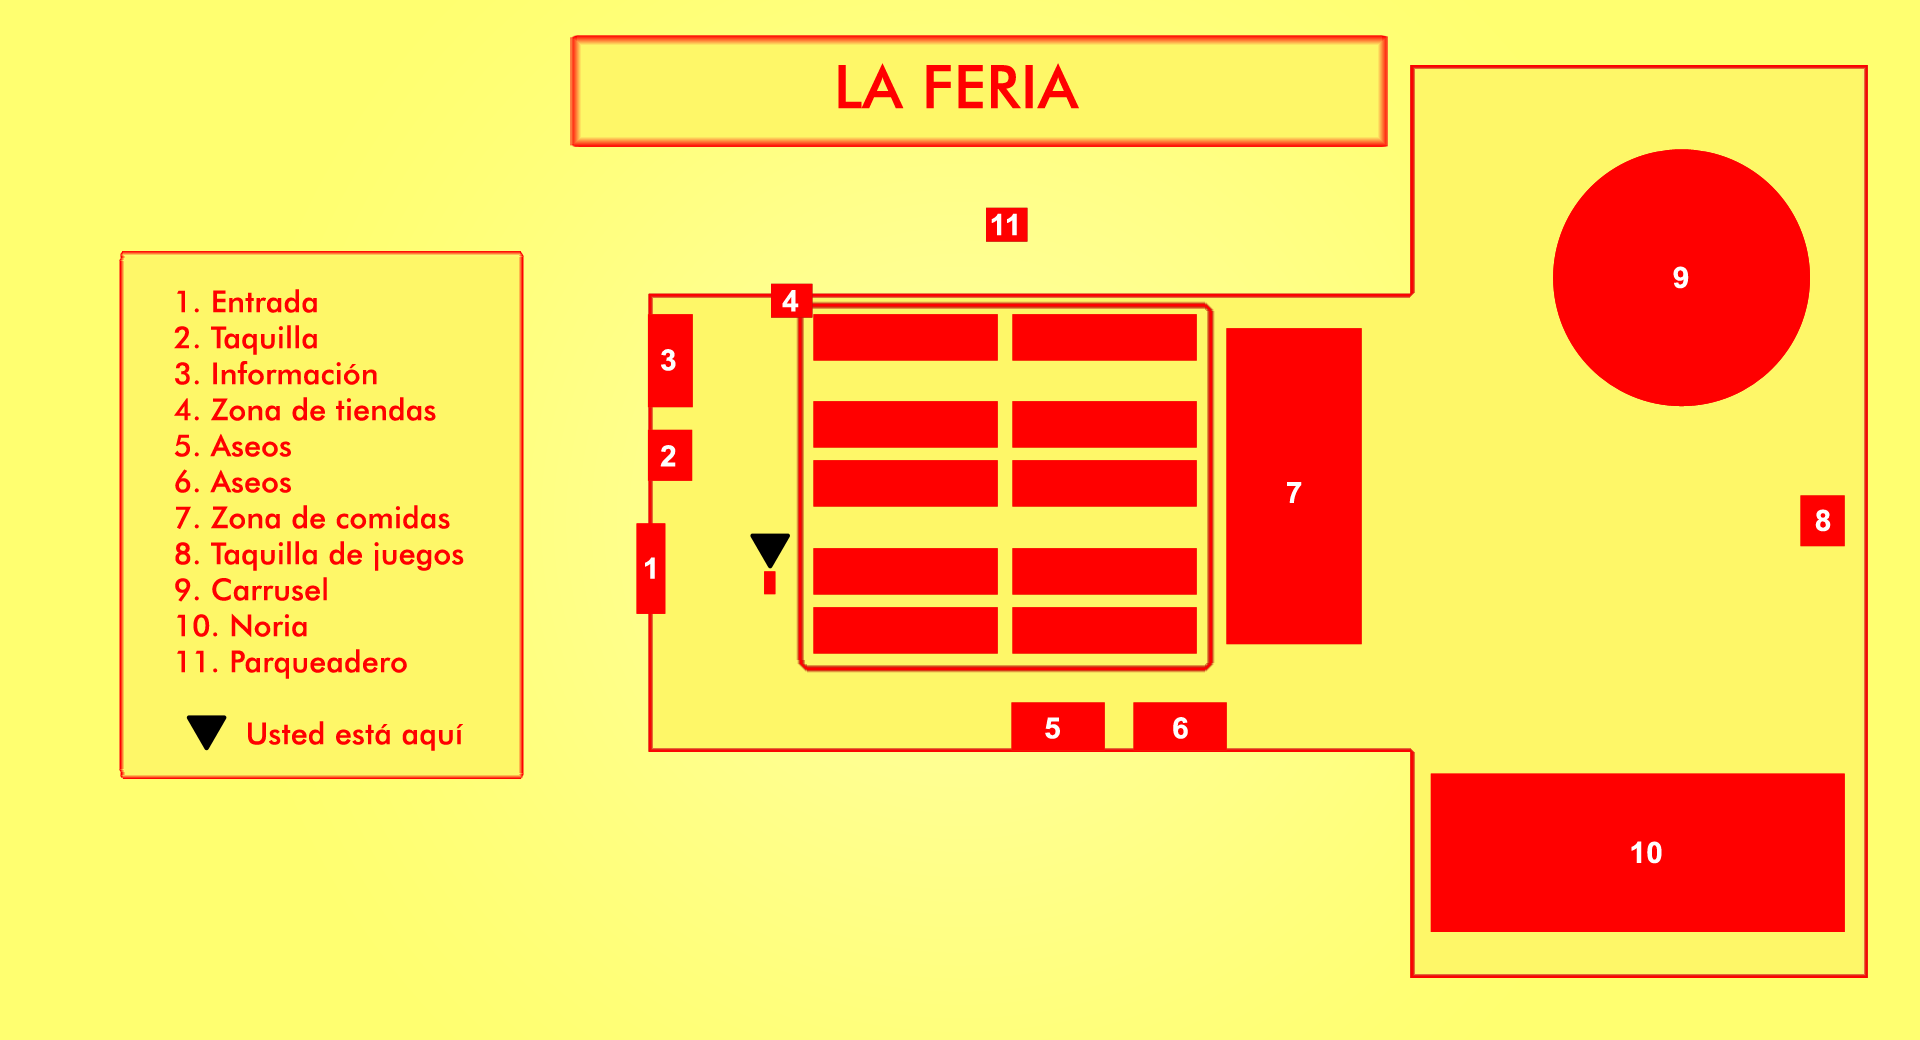 LA FERIA
11
4
9
3
2
7
8
1
5
6
10
1. Entrada
2. Taquilla
3. Información
4. Zona de tiendas
5. Aseos
6. Aseos
7. Zona de comidas
8. Taquilla de juegos
9. Carrusel
10. Noria
11. Parqueadero
Usted está aquí